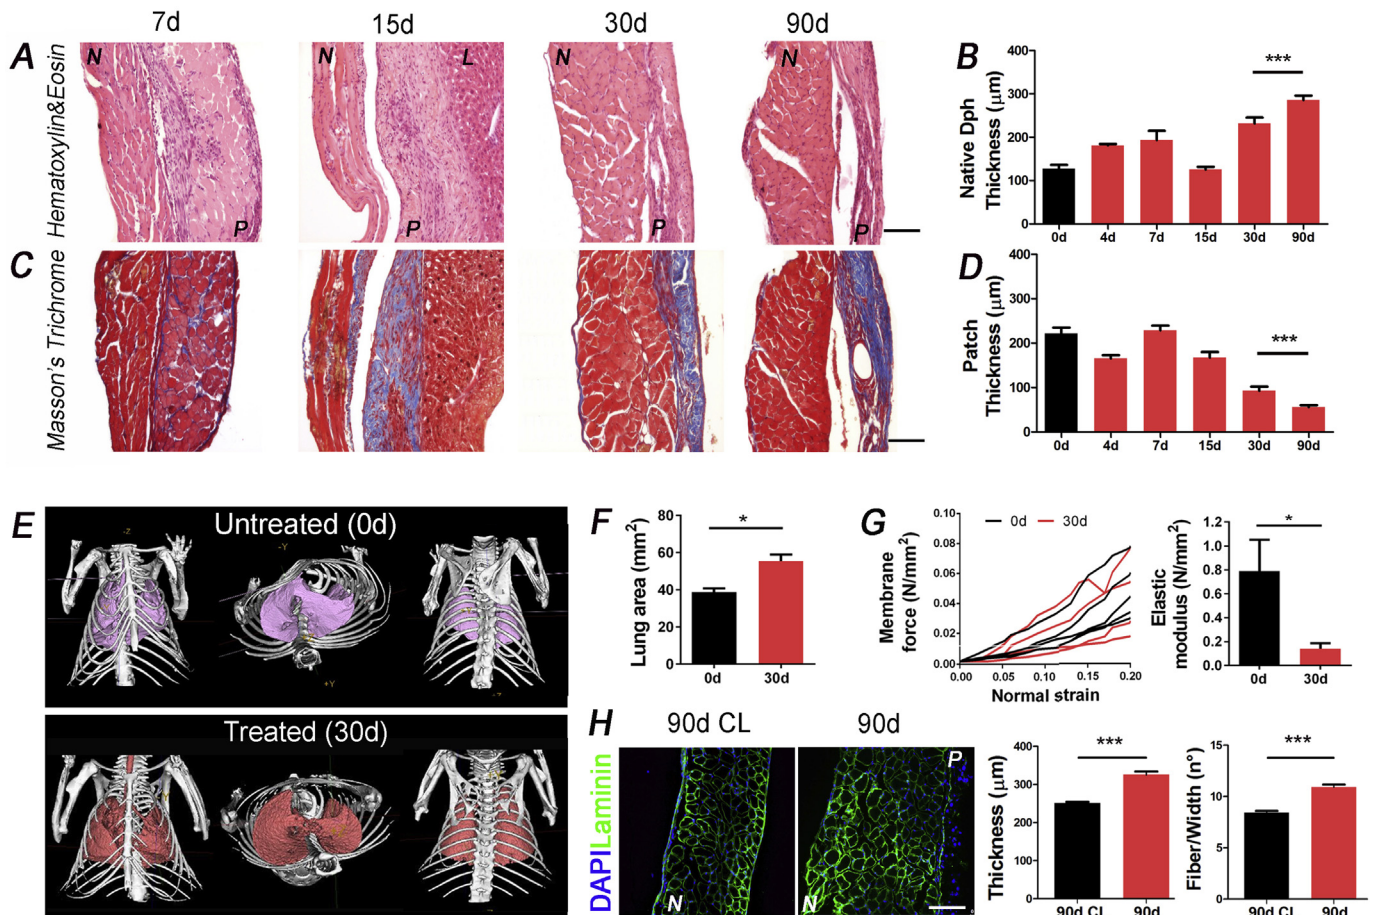 7d 15d 30d 90d
A
Hematoxylin&Eosin
N
P
N
L
P
N
P
N
P
B
Native Dph
Thickness (μm)
400
300
200
100
0
***
0d 4d 7d 15d 30d 90d
C
Masson's Trichrome
D
Patch
Thickness (μm)
400
300
200
100
0
***
0d 4d 7d 15d 30d 90d
E
Untreated (0d)
Treated (30d)
F
Lung area (mm²)
80
60
40
20
0
*
0d 30d
G
Membrane
force (N/mm²)
0.10
0.08
0.06
0.04
0.02
0.00
0d 30d
0.00 0.05 0.10 0.15 0.20
Normal strain
Elastic
modulus (N/mm²)
1.2
1.0
0.8
0.6
0.4
0.2
0.0
*
0d 30d
H
90d CL 90d
DAPILaminin
N
N
P
Thickness (μm)
400
300
200
100
0
***
90d CL 90d
Fiber/Width (n°)
15
10
5
0
***
90d CL 90d